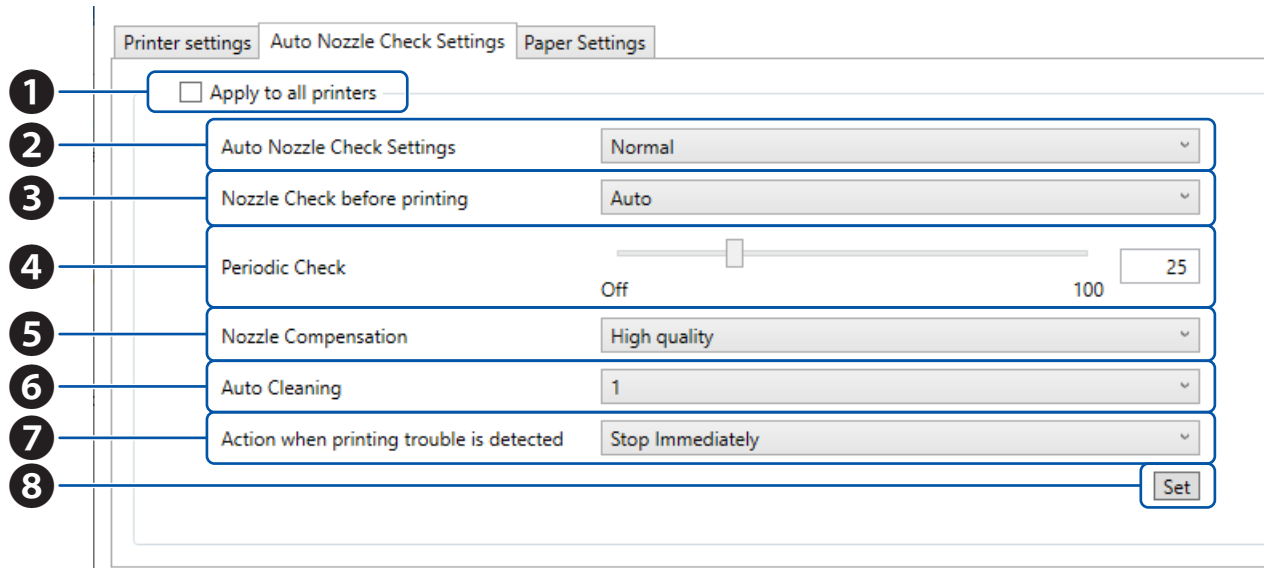 Printer settings Auto Nozzle Check Settings Paper Settings
1 Apply to all printers
2 Auto Nozzle Check Settings Normal
3 Nozzle Check before printing Auto
4 Periodic Check 25
Off 100
5 Nozzle Compensation High quality
6 Auto Cleaning 1
7 Action when printing trouble is detected Stop Immediately
8 Set